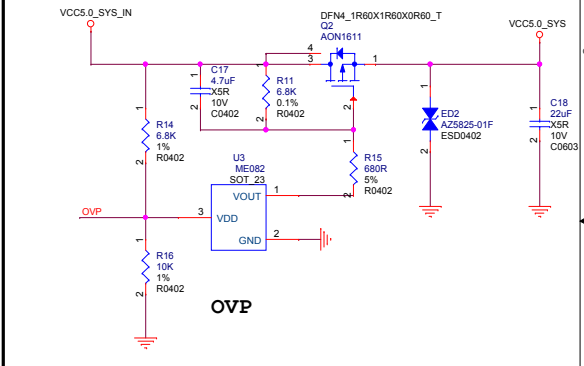 VCC5.0_SYS_IN
DFN4_1R60X1R60X0R60_T
Q2
AON1611
VCC5.0_SYS
4
3
1
2
1
C17
4.7uF
X5R
10V
C0402
2
1
R11
6.8K
0.1%
R0402
2
1
R14
6.8K
1%
R0402
2
1
ED2
AZ5825-01F
ESD0402
2
1
C18
22uF
X5R
10V
C0603
2
U3
ME082
SOT_23
VOUT
1
VDD
3
GND
2
1
R15
680R
5%
R0402
2
OVP
1
R16
10K
1%
R0402
2
OVP